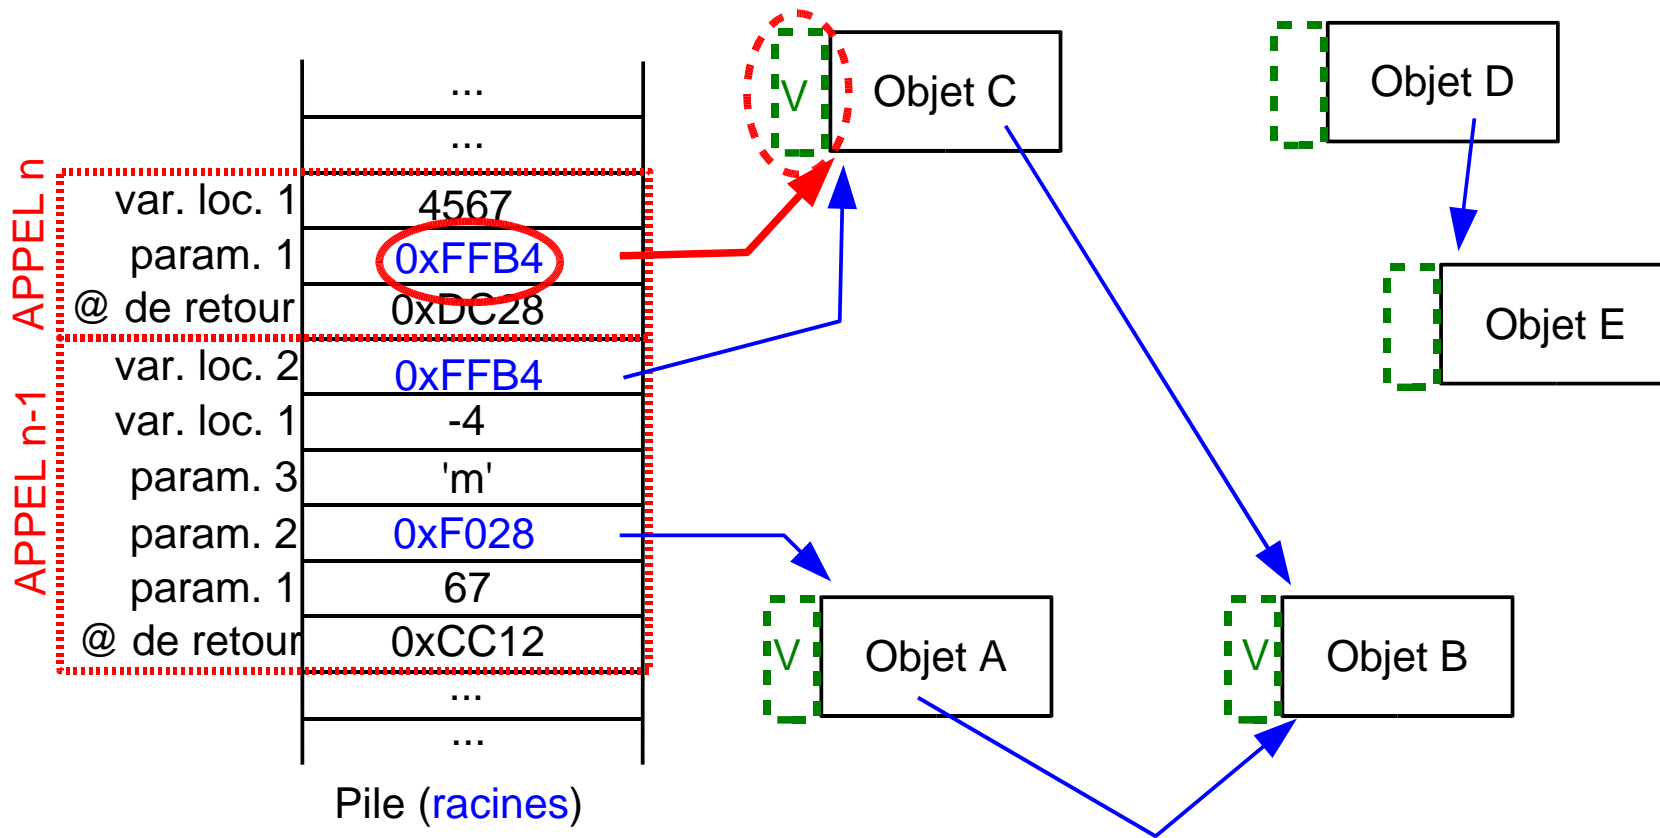 ...
...
APPEL n
var. loc. 1 4567
param. 1 0xFFB4
@ de retour 0xDC28
APPEL n-1
var. loc. 2 0xFFB4
var. loc. 1 -4
param. 3 'm'
param. 2 0xF028
param. 1 67
@ de retour 0xCC12
...
...
Pile (racines)
V Objet C
Objet D
Objet E
V Objet A
V Objet B